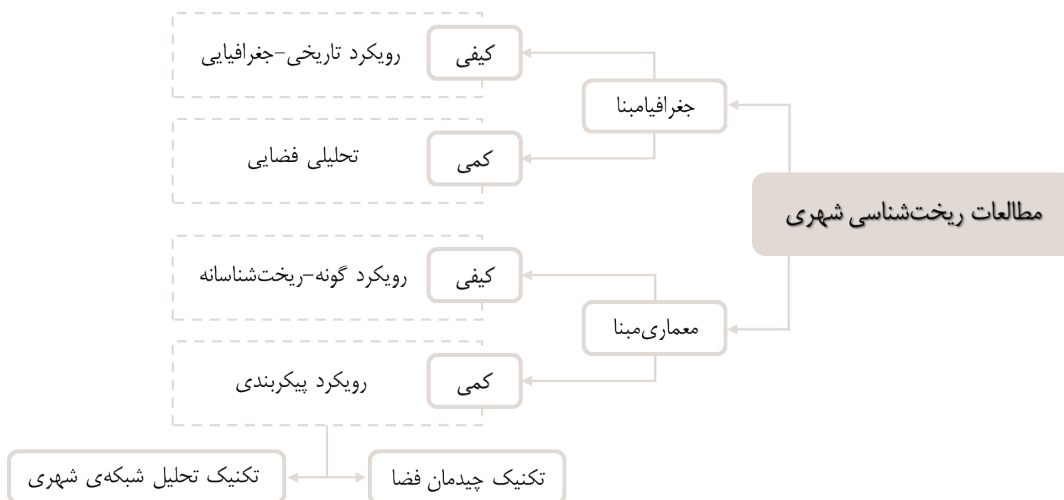 مطالعات ریخت‌شناسی شهری
جغرافیامبنا
کیفی
رویکرد تاریخی-جغرافیایی
کمی
تحلیلی فضایی
معماری‌مبنا
کیفی
رویکرد گونه-ریخت‌شناسانه
کمی
رویکرد پیکربندی
تکنیک چیدمان فضا
تکنیک تحلیل شبکه‌ی شهری